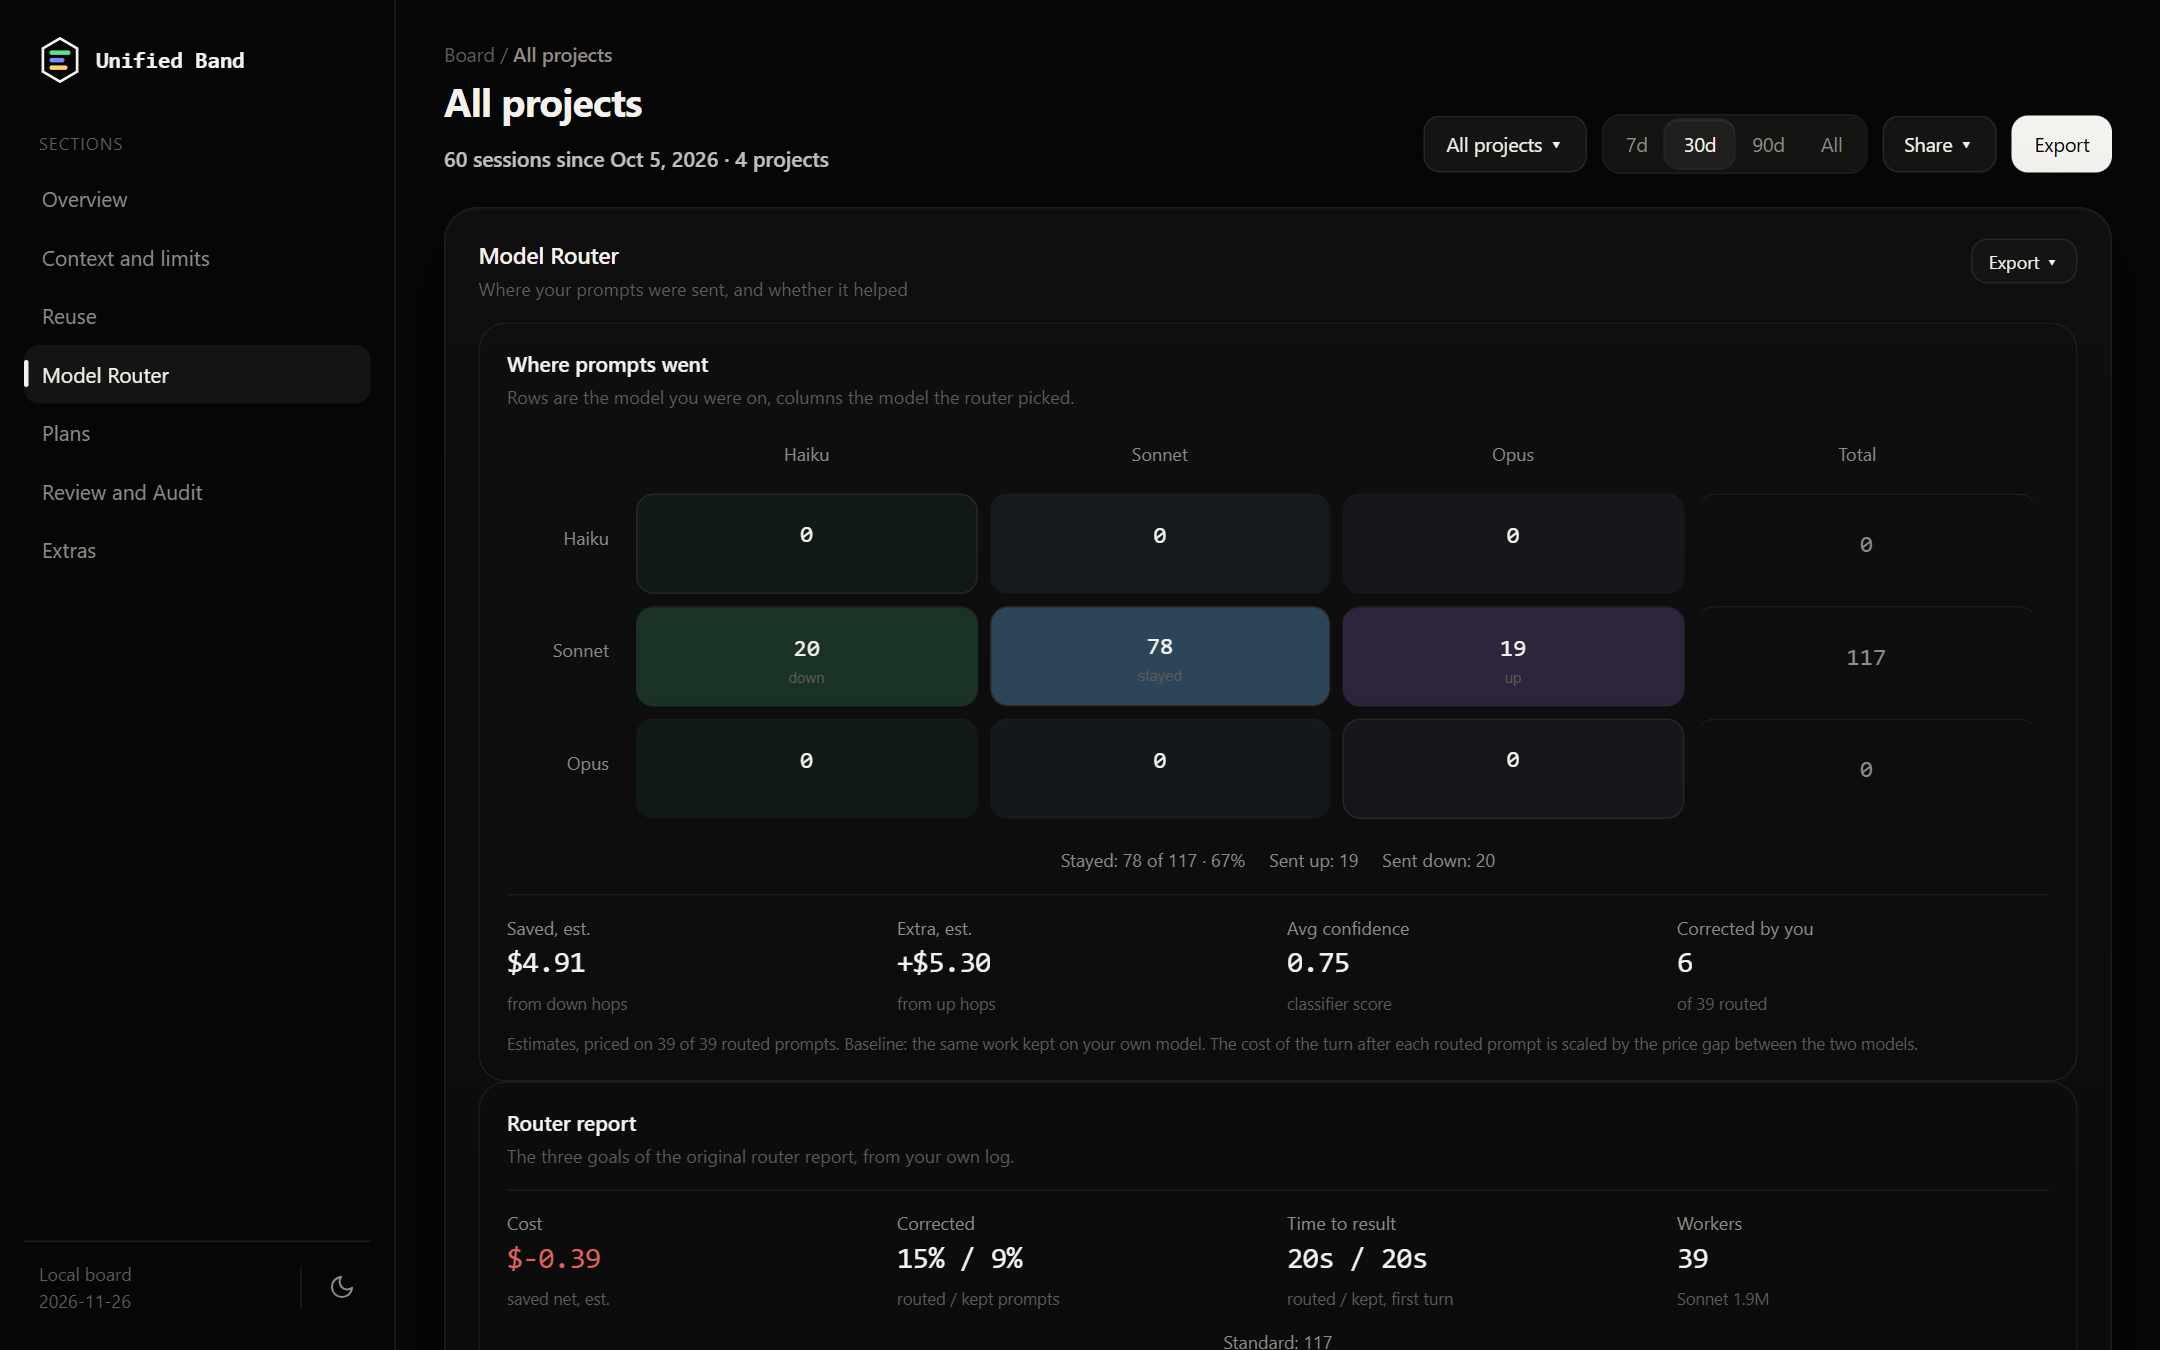 Unified Band
SECTIONS
Overview
Context and limits
Reuse
Model Router
Plans
Review and Audit
Extras
Local board
2026-11-26
Board / All projects
All projects
60 sessions since Oct 5, 2026 · 4 projects
All projects ▾
7d 30d 90d All
Share ▾
Export
Model Router
Where your prompts were sent, and whether it helped
Export ▾
Where prompts went
Rows are the model you were on, columns the model the router picked.
Haiku Sonnet Opus Total
Haiku 0 0 0 0
Sonnet 20 78 19 117
down stayed up
Opus 0 0 0 0
Stayed: 78 of 117 · 67% Sent up: 19 Sent down: 20
Saved, est. Extra, est. Avg confidence Corrected by you
$4.91 +$5.30 0.75 6
from down hops from up hops classifier score of 39 routed
Estimates, priced on 39 of 39 routed prompts. Baseline: the same work kept on your own model. The cost of the turn after each routed prompt is scaled by the price gap between the two models.
Router report
The three goals of the original router report, from your own log.
Cost Corrected Time to result Workers
$-0.39 15% / 9% 20s / 20s 39
saved net, est. routed / kept prompts routed / kept, first turn Sonnet 1.9M
Standard: 117